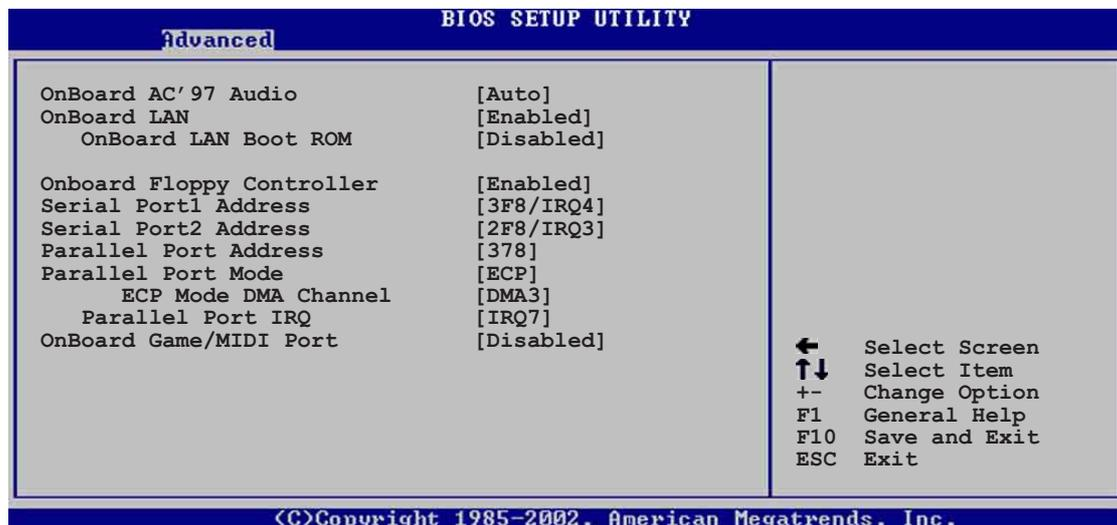 BIOS SETUP UTILITY
Advanced
OnBoard AC'97 Audio [Auto]
OnBoard LAN [Enabled]
OnBoard LAN Boot ROM [Disabled]
Onboard Floppy Controller [Enabled]
Serial Port1 Address [3F8/IRQ4]
Serial Port2 Address [2F8/IRQ3]
Parallel Port Address [378]
Parallel Port Mode [ECP]
ECP Mode DMA Channel [DMA3]
Parallel Port IRQ [IRQ7]
OnBoard Game/MIDI Port [Disabled]
← Select Screen
↑↓ Select Item
+- Change Option
F1 General Help
F10 Save and Exit
ESC Exit
(C)Copyright 1985-2002, American Megatrends, Inc.